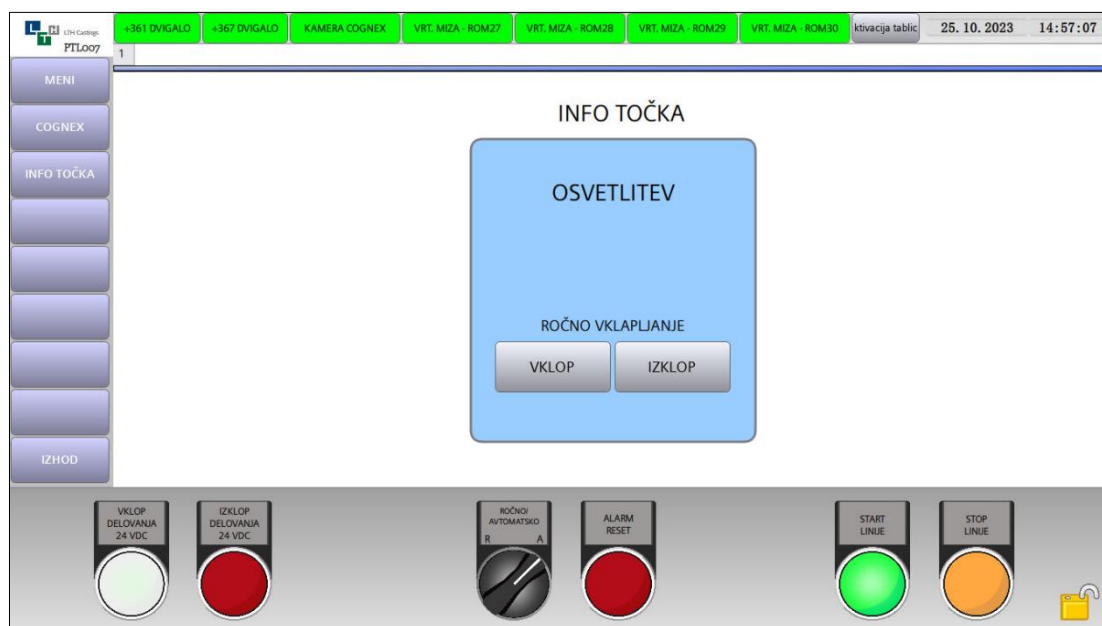 LTH Castings
PTL007
+361 DVIGALO
+367 DVIGALO
KAMERA COGNEX
VRT. MIZA - ROM27
VRT. MIZA - ROM28
VRT. MIZA - ROM29
VRT. MIZA - ROM30
ktivacija tablic
25. 10. 2023
14:57:07
1
MENI
COGNEX
INFO TOČKA
IZHOD
INFO TOČKA
OSVETLITEV
ROČNO VKLAPLJANJE
VKLOP
IZKLOP
VKLOP
DELOVANJA
24 VDC
IZKLOP
DELOVANJA
24 VDC
ROČNO/
AVTOMATSKO
R A
ALARM
RESET
START
LINIJE
STOP
LINIJE